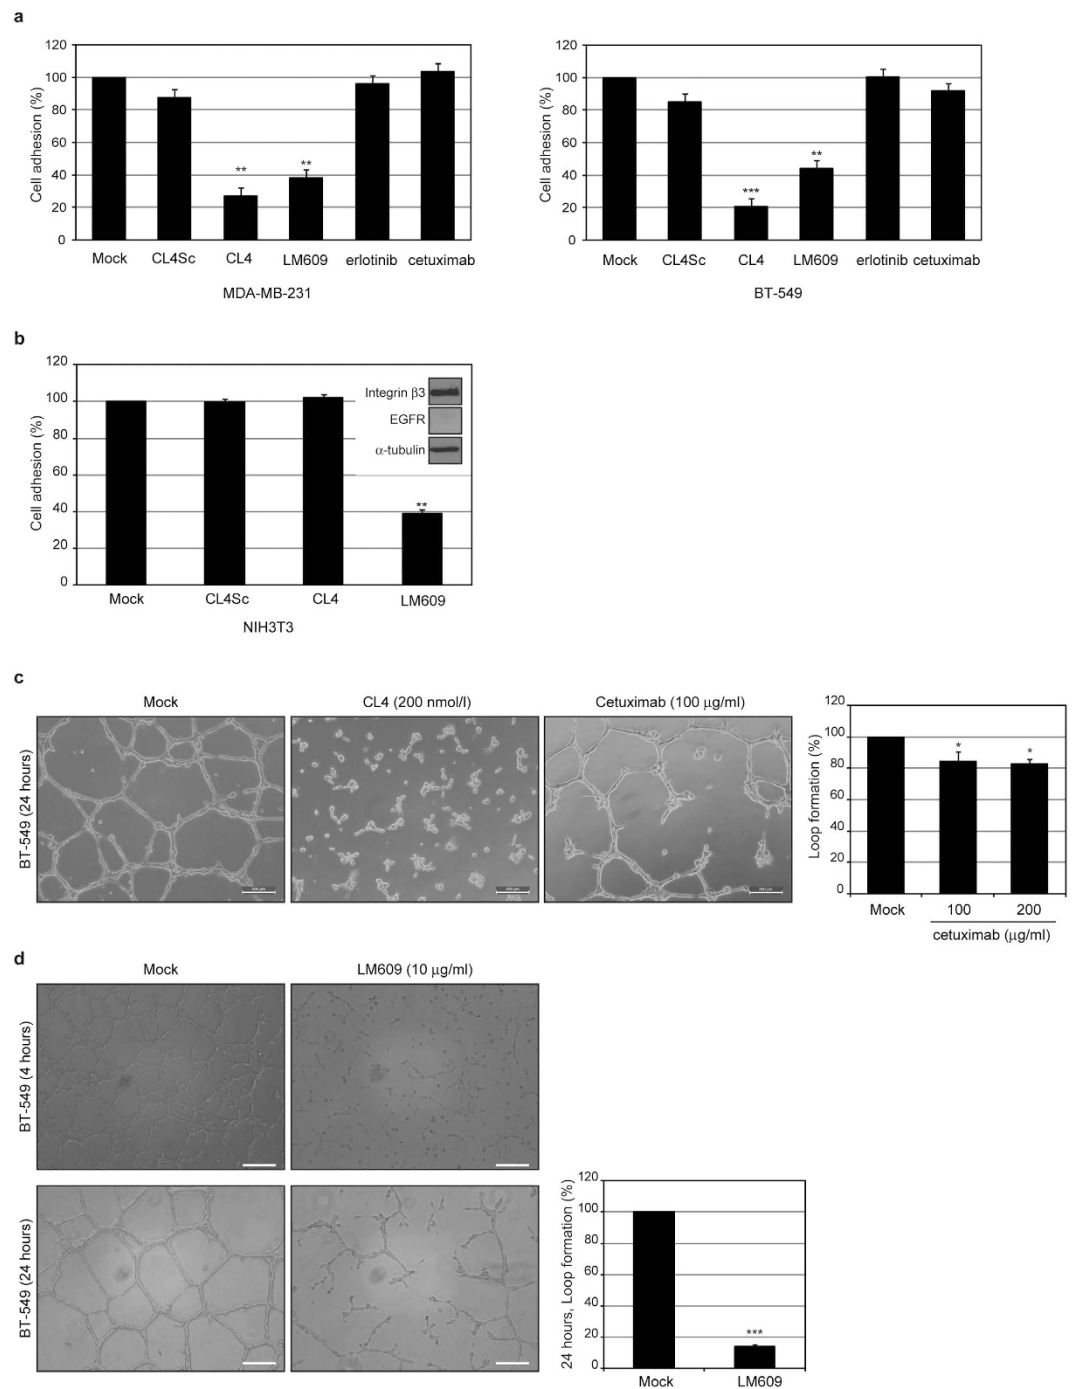 a
120
100
80
60
40
20
0
Cell adhesion (%)
**
**
Mock CL4Sc CL4 LM609 erlotinib cetuximab
MDA-MB-231
120
100
80
60
40
20
0
Cell adhesion (%)
***
**
Mock CL4Sc CL4 LM609 erlotinib cetuximab
BT-549
b
120
100
80
60
40
20
0
Cell adhesion (%)
Integrin β3
EGFR
α-tubulin
**
Mock CL4Sc CL4 LM609
NIH3T3
c
Mock CL4 (200 nmol/l) Cetuximab (100 μg/ml)
BT-549 (24 hours)
120
100
80
60
40
20
0
Loop formation (%)
* *
Mock 100 200
cetuximab (μg/ml)
d
Mock LM609 (10 μg/ml)
BT-549 (4 hours)
BT-549 (24 hours)
120
100
80
60
40
20
0
24 hours, Loop formation (%)
***
Mock LM609